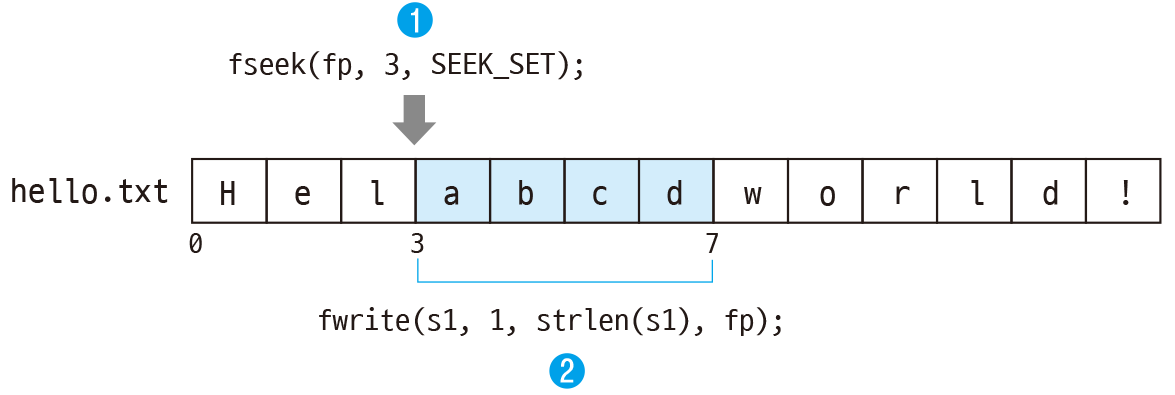 1
fseek(fp, 3, SEEK_SET);
hello.txt H e l a b c d w o r l d !
0 3 7
fwrite(s1, 1, strlen(s1), fp);
2